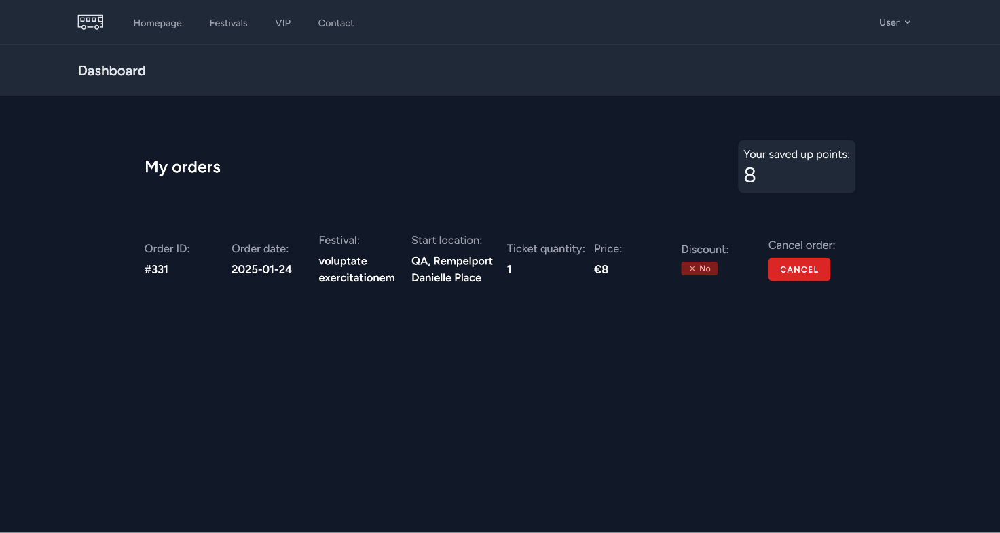 Homepage Festivals VIP Contact User
Dashboard
My orders
Your saved up points:
8
Order ID:
#331
Order date:
2025-01-24
Festival:
voluptate
exercitationem
Start location:
QA, Rempelport
Danielle Place
Ticket quantity:
1
Price:
€8
Discount:
No
Cancel order:
CANCEL